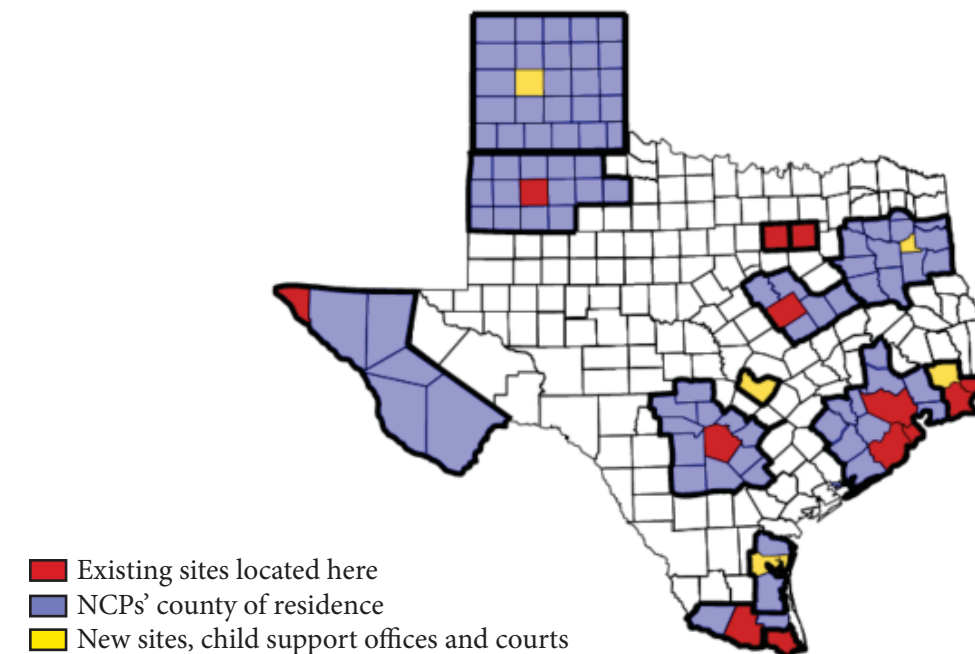 Existing sites located here
NCPs’ county of residence
New sites, child support offices and courts